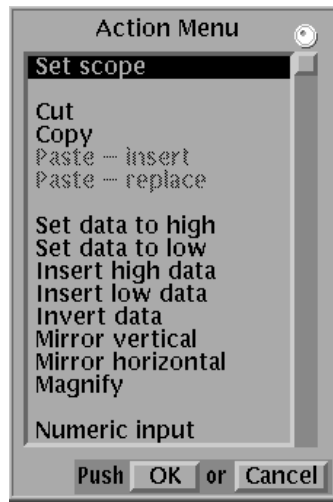 Action Menu
Set scope
Cut
Copy
Paste – insert
Paste – replace
Set data to high
Set data to low
Insert high data
Insert low data
Invert data
Mirror vertical
Mirror horizontal
Magnify
Numeric input
Push OK or Cancel